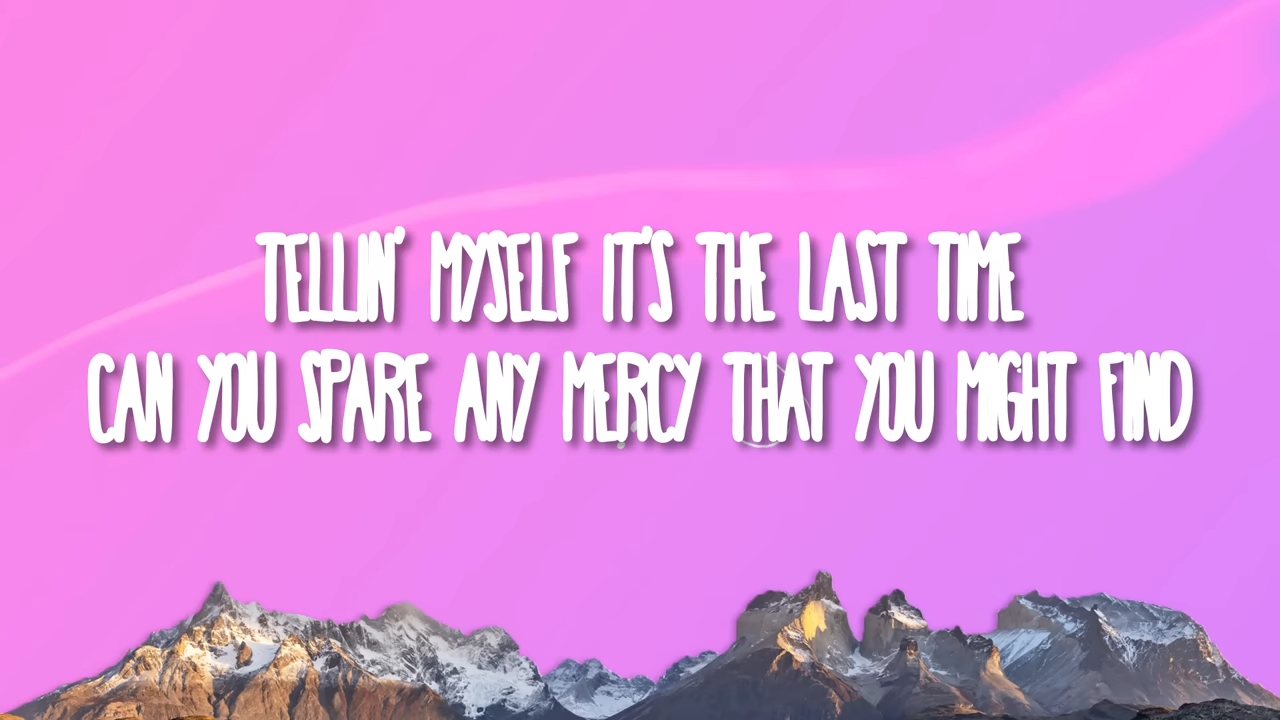 TELLIN' MYSELF IT'S THE LAST TIME
CAN YOU SPARE ANY MERCY THAT YOU MIGHT FIND